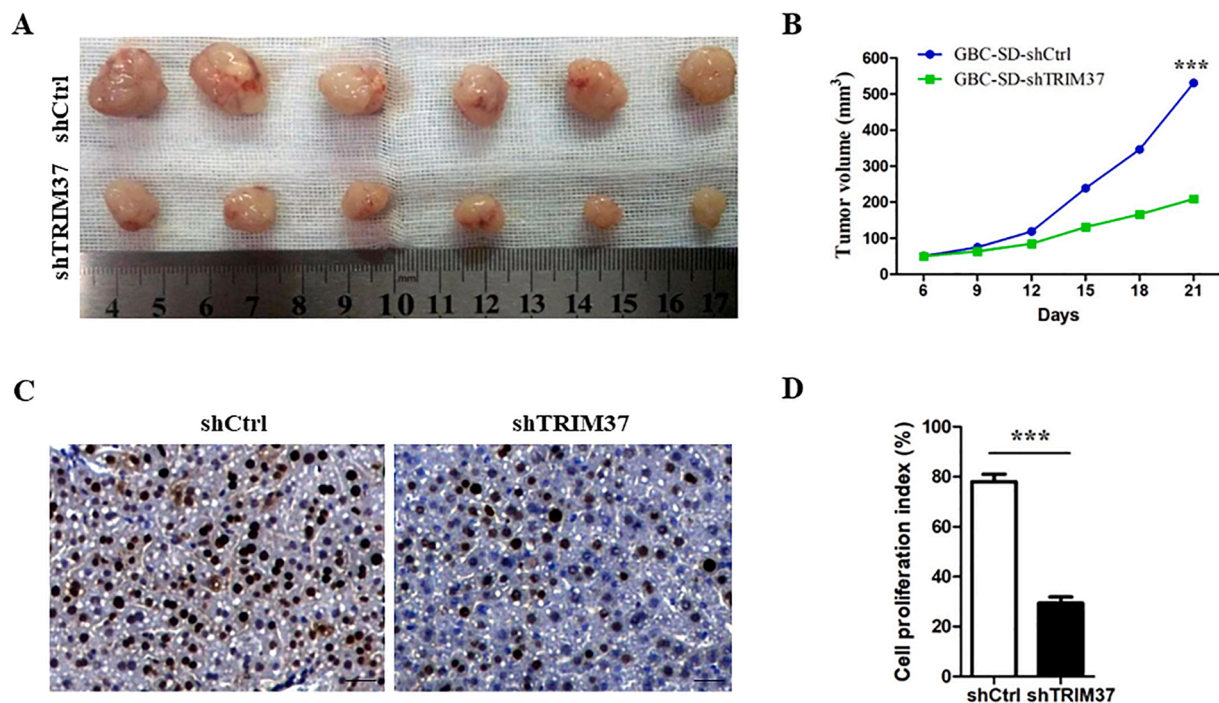 A
shCtrl
shTRIM37
mm
4 5 6 7 8 9 10 11 12 13 14 15 16 17
B
GBC-SD-shCtrl
GBC-SD-shTRIM37
***
Tumor volume (mm³)
600
500
400
300
200
100
0
6 9 12 15 18 21
Days
C
shCtrl
shTRIM37
D
***
Cell proliferation index (%)
100
80
60
40
20
0
shCtrl shTRIM37